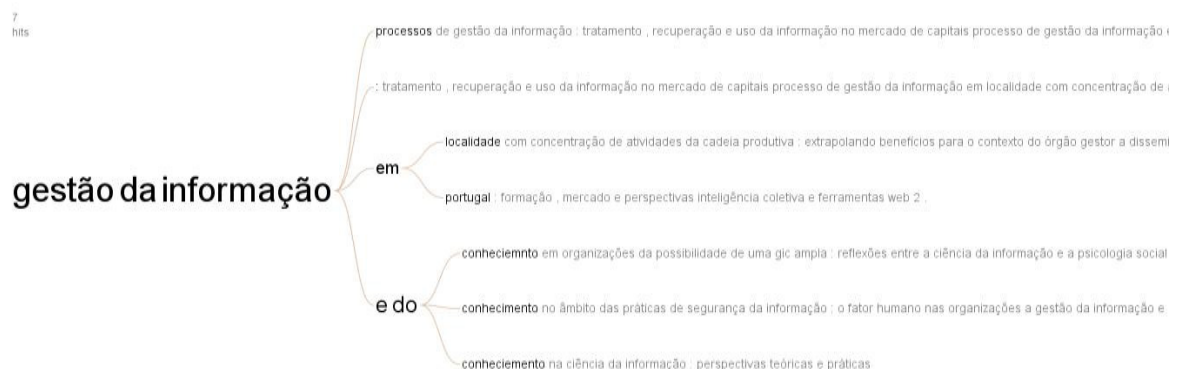 7
hits
processos de gestão da informação : tratamento , recuperação e uso da informação no mercado de capitais processo de gestão da informação
: tratamento , recuperação e uso da informação no mercado de capitais processo de gestão da informação em localidade com concentração de
localidade com concentração de atividades da cadeia produtiva : extrapolando benefícios para o contexto do órgão gestor a dissemi
em
gestão da informação
portugal : formação , mercado e perspectivas inteligência coletiva e ferramentas web 2 .
conheciemnto em organizações da possibilidade de uma gic ampla : reflexões entre a ciência da informação e a psicologia social
e do
conhecimento no âmbito das práticas de segurança da informação : o fator humano nas organizações a gestão da informação e
conheciemento na ciência da informação : perspectivas teóricas e práticas